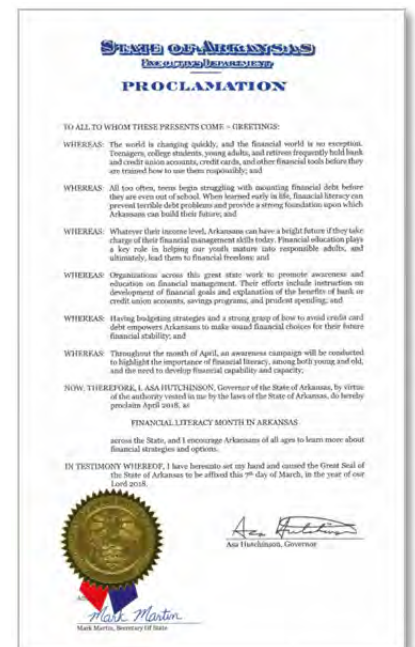 STATE OF ARKANSAS
EXECUTIVE DEPARTMENT
PROCLAMATION
TO ALL TO WHOM THESE PRESENTS COME – GREETINGS:
WHEREAS: The world is changing quickly, and the financial world is no exception.
Teenagers, college students, young adults, and retirees frequently hold bank
and credit union accounts, credit cards, and other financial tools before they
are trained how to use them responsibly; and
WHEREAS: All too often, teens begin struggling with mounting financial debt before
they are even out of school. When learned early in life, financial literacy can
prevent terrible debt problems and provide a strong foundation upon which
Arkansans can build their future; and
WHEREAS: Whatever their income level, Arkansans can have a bright future if they take
charge of their financial management skills today. Financial education plays
a key role in helping our youth mature into responsible adults, and
ultimately, lead them to financial freedom; and
WHEREAS: Organizations across this great state work to promote awareness and
education on financial management. Their efforts include instruction on
development of financial goals and explanation of the benefits of bank or
credit union accounts, savings programs, and prudent spending; and
WHEREAS: Having budgeting strategies and a strong grasp of how to avoid credit card
debt empowers Arkansans to make sound financial choices for their future
financial stability; and
WHEREAS: Throughout the month of April, an awareness campaign will be conducted
to highlight the importance of financial literacy, among both young and old,
and the need to develop financial capability and capacity;
NOW, THEREFORE, I, ASA HUTCHINSON, Governor of the State of Arkansas, by virtue
of the authority vested in me by the laws of the State of Arkansas, do hereby
proclaim April 2018, as
FINANCIAL LITERACY MONTH IN ARKANSAS
across the State, and I encourage Arkansans of all ages to learn more about
financial strategies and options.
IN TESTIMONY WHEREOF, I have hereunto set my hand and caused the Great Seal of
the State of Arkansas to be affixed this 7th day of March, in the year of our
Lord 2018.
Asa Hutchinson
Asa Hutchinson, Governor
Mark Martin
Mark Martin, Secretary Of State